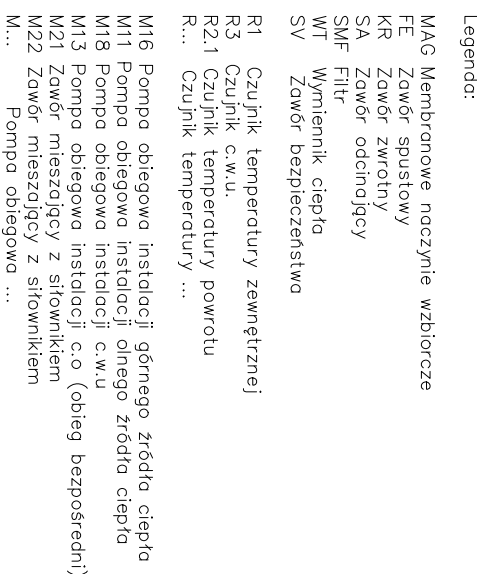 Legenda:
MAG Membranowe naczynie wzbiorcze
FE Zawór spustowy
KR Zawór zwrotny
SA Zawór odcinający
SMF Filtr
WT Wymiennik ciepła
SV Zawór bezpieczeństwa
R1 Czujnik temperatury zewnętrznej
R3 Czujnik c.w.u.
R2.1 Czujnik temperatury powrotu
R... Czujnik temperatury ...
M16 Pompa obiegowa instalacji górnego źródła ciepła
M11 Pompa obiegowa instalacj olnego źródła ciepła
M18 Pompa obiegowa instalacji c.w.u
M13 Pompa obiegowa instalacji c.o (obieg bezpośredni)
M21 Zawór mieszający z siłownikiem
M22 Zawór mieszający z siłownikiem
M... Pompa obiegowa ...